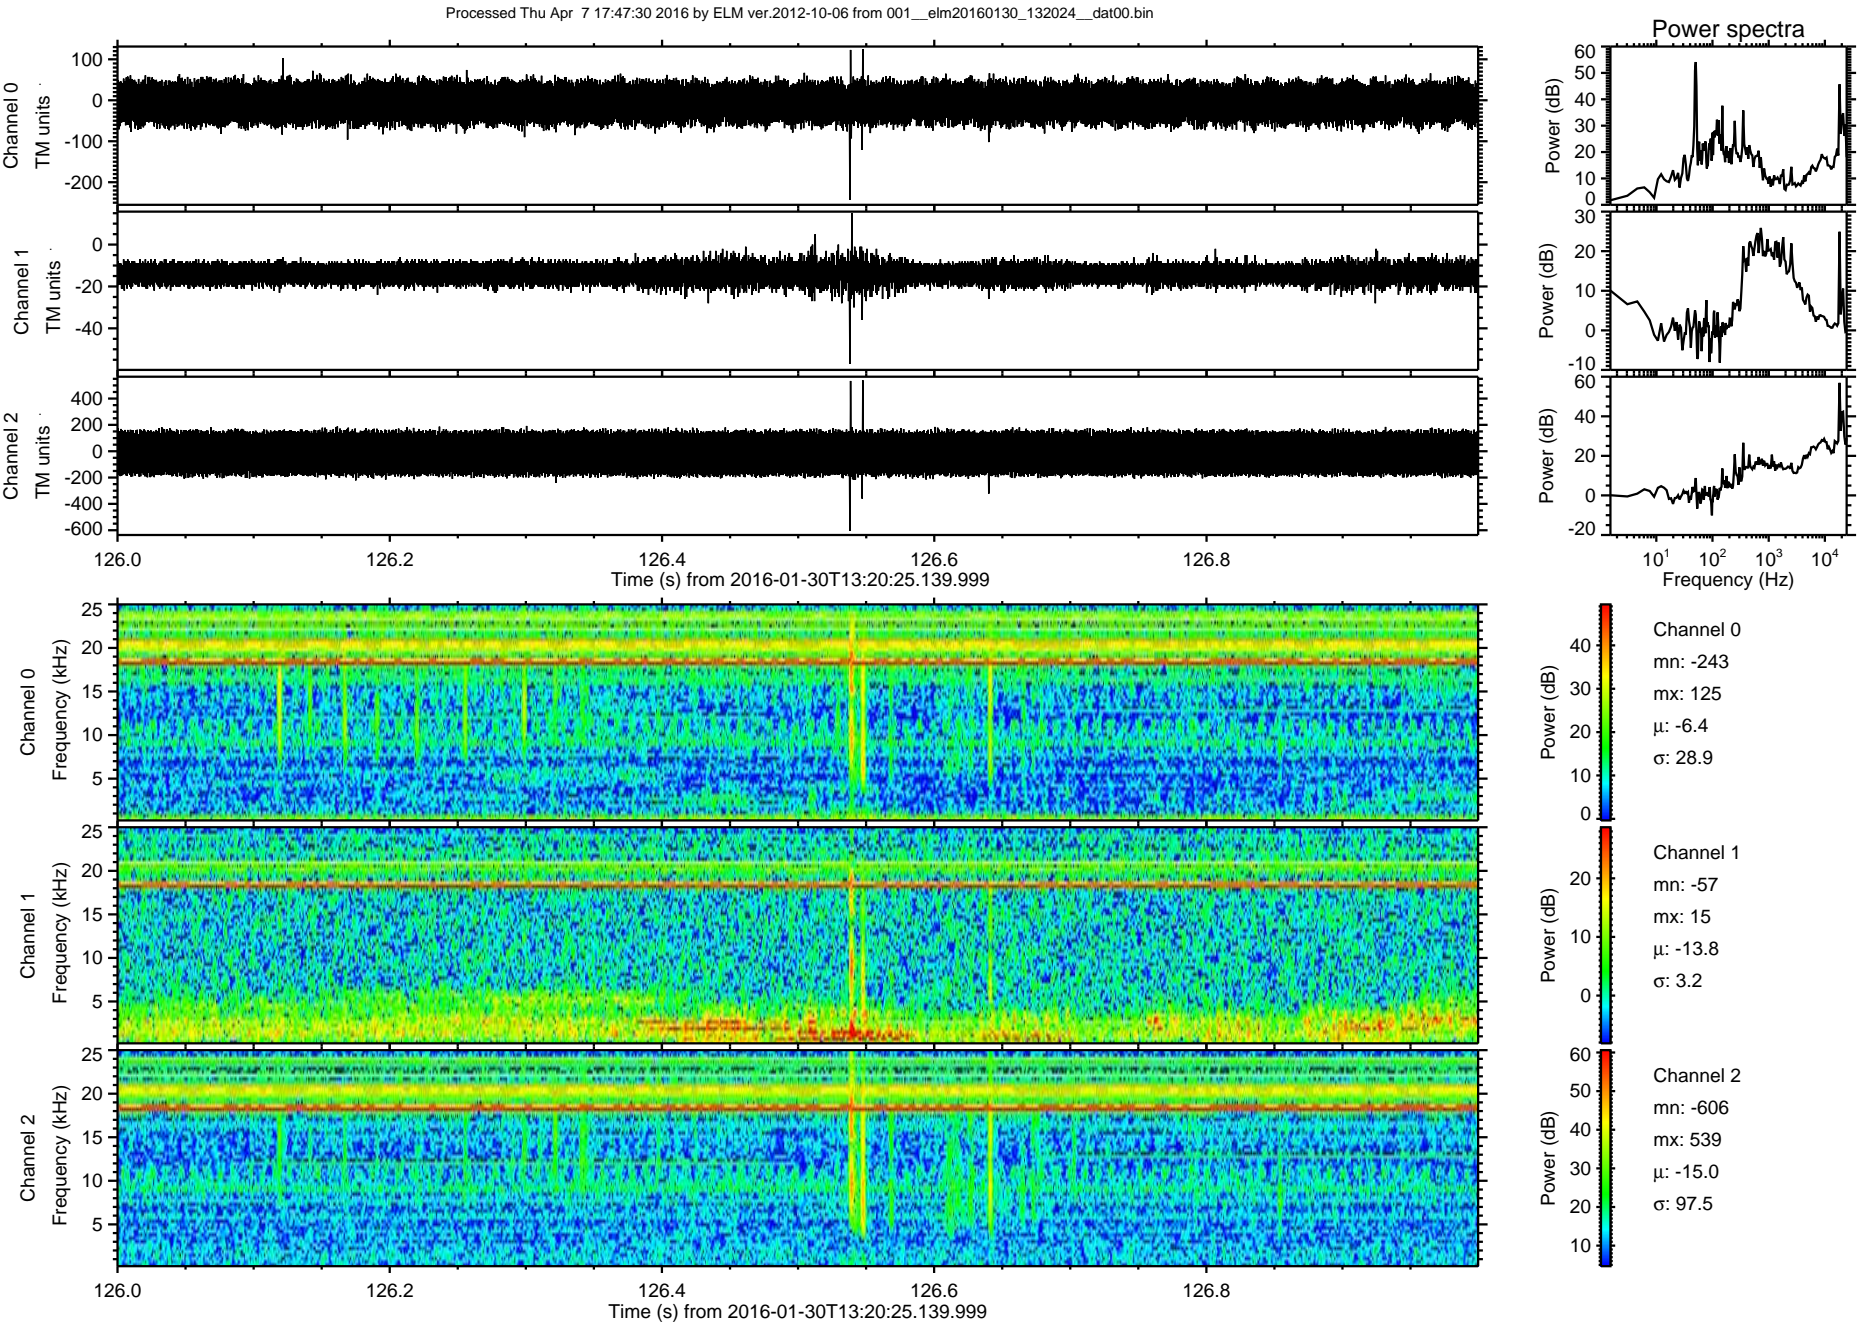 Processed Thu Apr  7 17:47:30 2016 by ELM ver.2012-10-06 from 001__elm20160130_132024__dat00.bin
Power spectra
Channel 0
TM units
100
0
-100
-200
Power (dB)
60
50
40
30
20
10
0
Channel 1
TM units
0
-20
-40
Power (dB)
30
20
10
0
-10
Channel 2
TM units
400
200
0
-200
-400
-600
Power (dB)
60
40
20
0
-20
126.0 126.2 126.4 126.6 126.8
Time (s) from 2016-01-30T13:20:25.139.999
10^1 10^2 10^3 10^4
Frequency (Hz)
Channel 0
Frequency (kHz)
25
20
15
10
5
Power (dB)
40
30
20
10
0
Channel 0
mn: -243
mx: 125
µ: -6.4
σ: 28.9
Channel 1
Frequency (kHz)
25
20
15
10
5
Power (dB)
20
10
0
Channel 1
mn: -57
mx: 15
µ: -13.8
σ: 3.2
Channel 2
Frequency (kHz)
25
20
15
10
5
Power (dB)
60
50
40
30
20
10
Channel 2
mn: -606
mx: 539
µ: -15.0
σ: 97.5
126.0 126.2 126.4 126.6 126.8
Time (s) from 2016-01-30T13:20:25.139.999